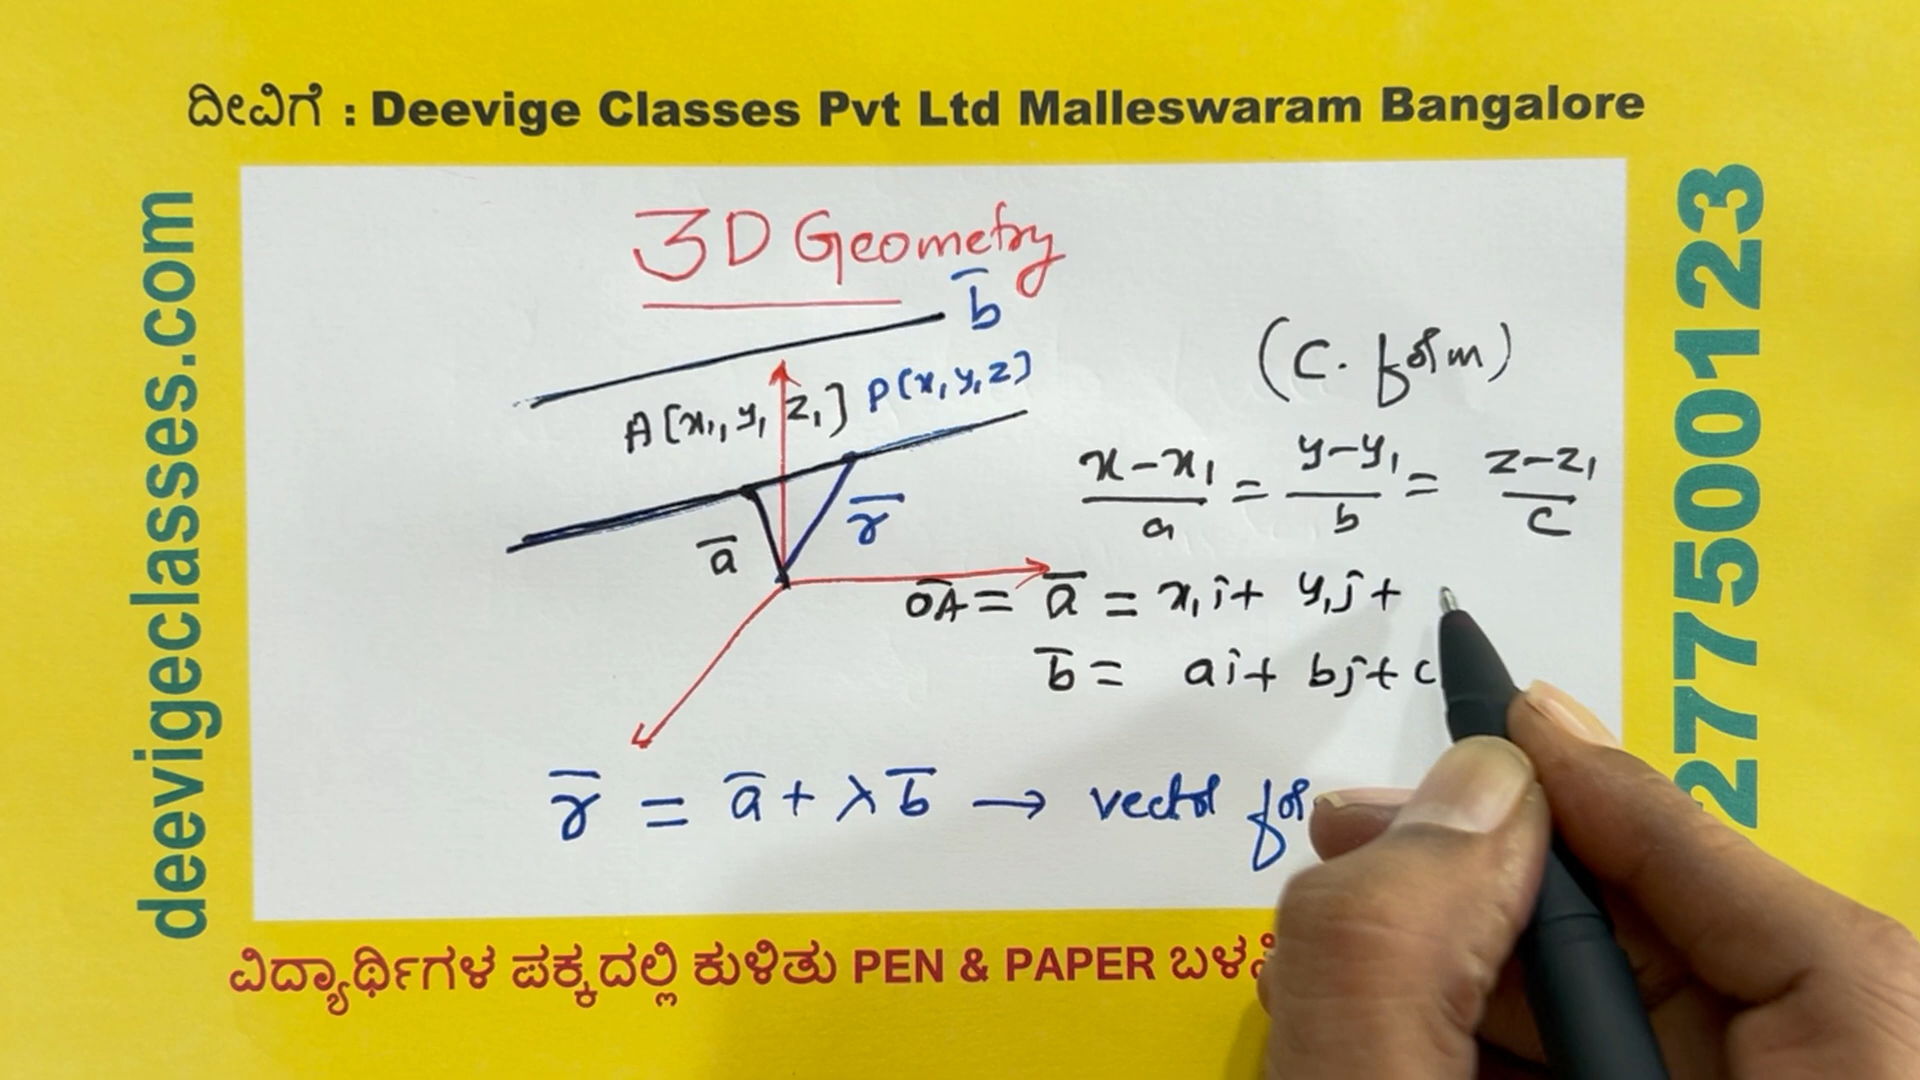 ದೀವಿಗೆ : Deevige Classes Pvt Ltd Malleswaram Bangalore
deevigeclasses.com
3D Geometry
b̅
A[x₁, y₁ z₁] P(x, y, z)
a̅
r̅
(C. form)
x-x₁/a = y-y₁/b = z-z₁/c
O̅A̅ = a̅ = x₁i + y₁j +
b̅ = ai + bj + c
r̅ = a̅ + λb̅ → vector
277500123
ವಿದ್ಯಾರ್ಥಿಗಳ ಪಕ್ಕದಲ್ಲಿ ಕುಳಿತು PEN & PAPER